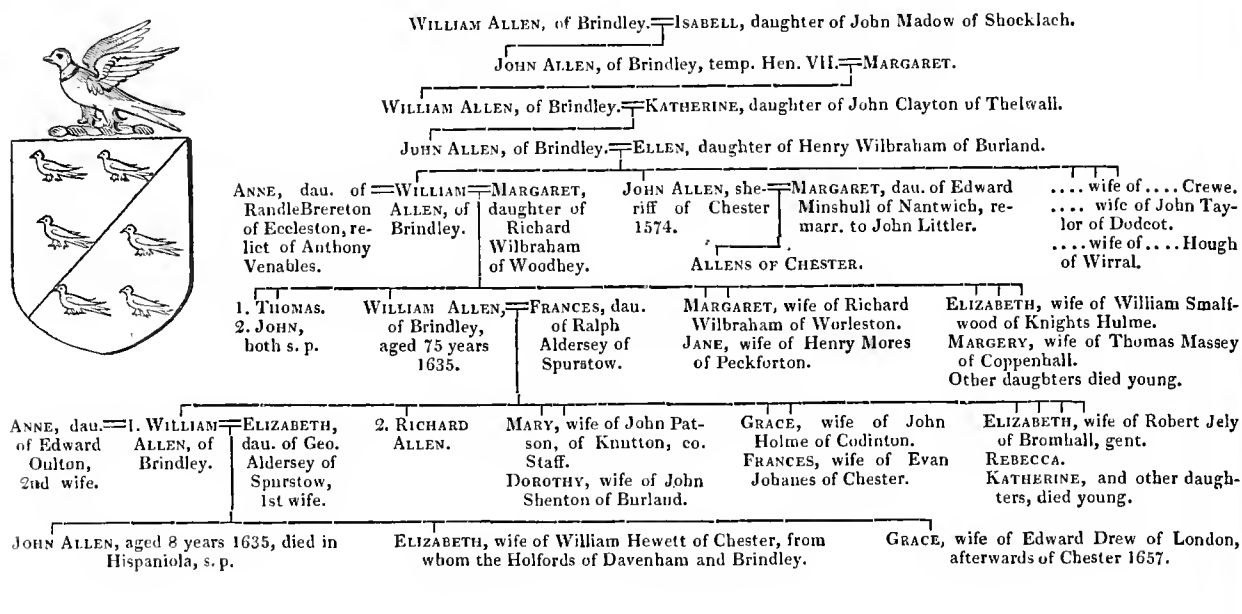 WILLIAM ALLEN, of Brindley.=ISABELL, daughter of John Madow of Shocklach.
JOHN ALLEN, of Brindley, temp. Hen. VII.=MARGARET.
WILLIAM ALLEN, of Brindley.=KATHERINE, daughter of John Clayton of Thelwall.
JOHN ALLEN, of Brindley.=ELLEN, daughter of Henry Wilbraham of Burland.
ANNE, dau. of
Randle Brereton
of Eccleston, re-
lict of Anthony
Venables.
=WILLIAM=
ALLEN, of
Brindley.
MARGARET,
daughter of
Richard
Wilbraham
of Woodhey.
JOHN ALLEN, she-
riff of Chester
1574.
=MARGARET, dau. of Edward
Minshull of Nantwich, re-
marr. to John Littler.
ALLENS OF CHESTER.
.... wife of .... Crewe.
.... wife of John Tay-
lor of Dodcot.
.... wife of .... Hough
of Wirral.
1. THOMAS.
2. JOHN,
both s. p.
WILLIAM ALLEN,
of Brindley,
aged 75 years
1635.
=FRANCES, dau.
of Ralph
Aldersey of
Spurstow.
MARGARET, wife of Richard
Wilbraham of Worleston.
JANE, wife of Henry Mores
of Peckforton.
ELIZABETH, wife of William Small-
wood of Knights Hulme.
MARGERY, wife of Thomas Massey
of Coppenhall.
Other daughters died young.
ANNE, dau.
of Edward
Oulton,
2nd wife.
=1. WILLIAM=
ALLEN, of
Brindley.
ELIZABETH,
dau. of Geo.
Aldersey of
Spurstow,
1st wife.
2. RICHARD
ALLEN.
MARY, wife of John Pat-
son, of Knutton, co.
Staff.
DOROTHY, wife of John
Shenton of Burland.
GRACE, wife of John
Holme of Codinton.
FRANCES, wife of Evan
Johanes of Chester.
ELIZABETH, wife of Robert Jely
of Bromhall, gent.
REBECCA.
KATHERINE, and other daugh-
ters, died young.
JOHN ALLEN, aged 8 years 1635, died in
Hispaniola, s. p.
ELIZABETH, wife of William Hewett of Chester, from
whom the Holfords of Davenham and Brindley.
GRACE, wife of Edward Drew of London,
afterwards of Chester 1657.